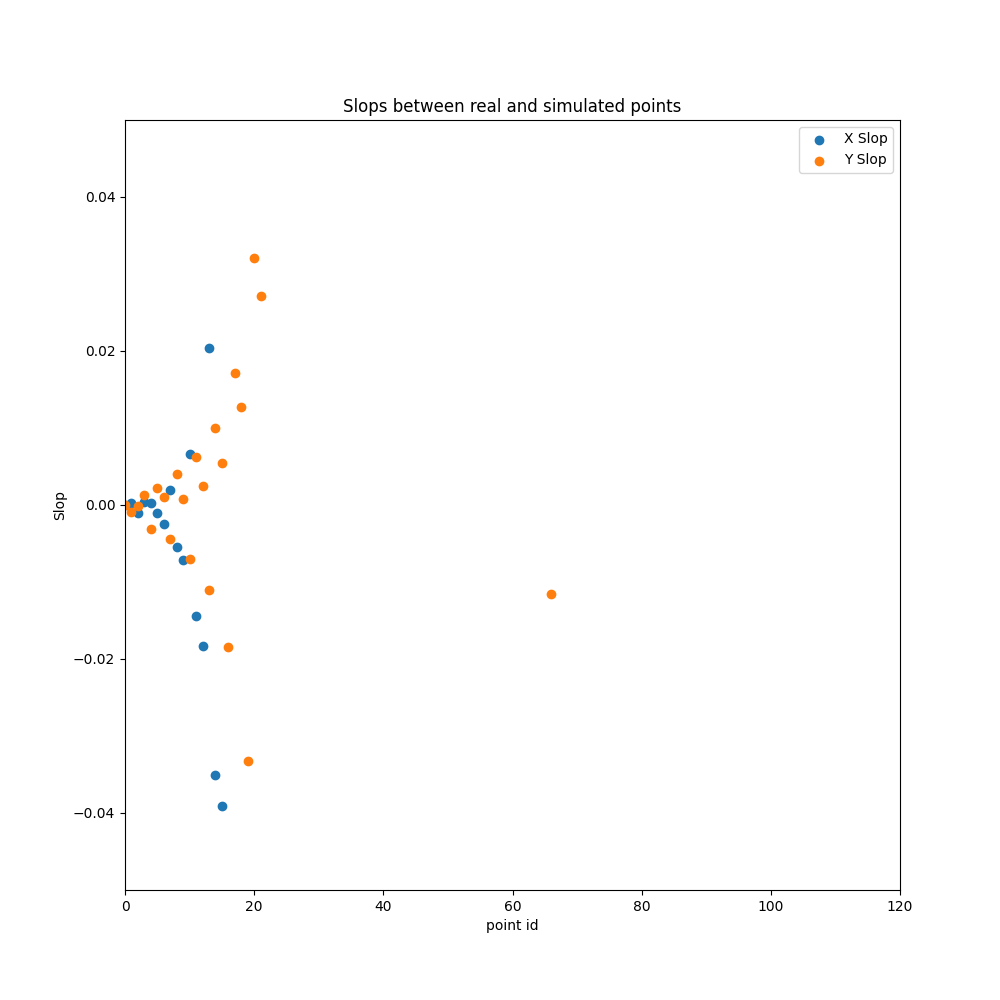 Slops between real and simulated points
X Slop
Y Slop
0.04
0.02
0.00
−0.02
−0.04
Slop
0 20 40 60 80 100 120
point id